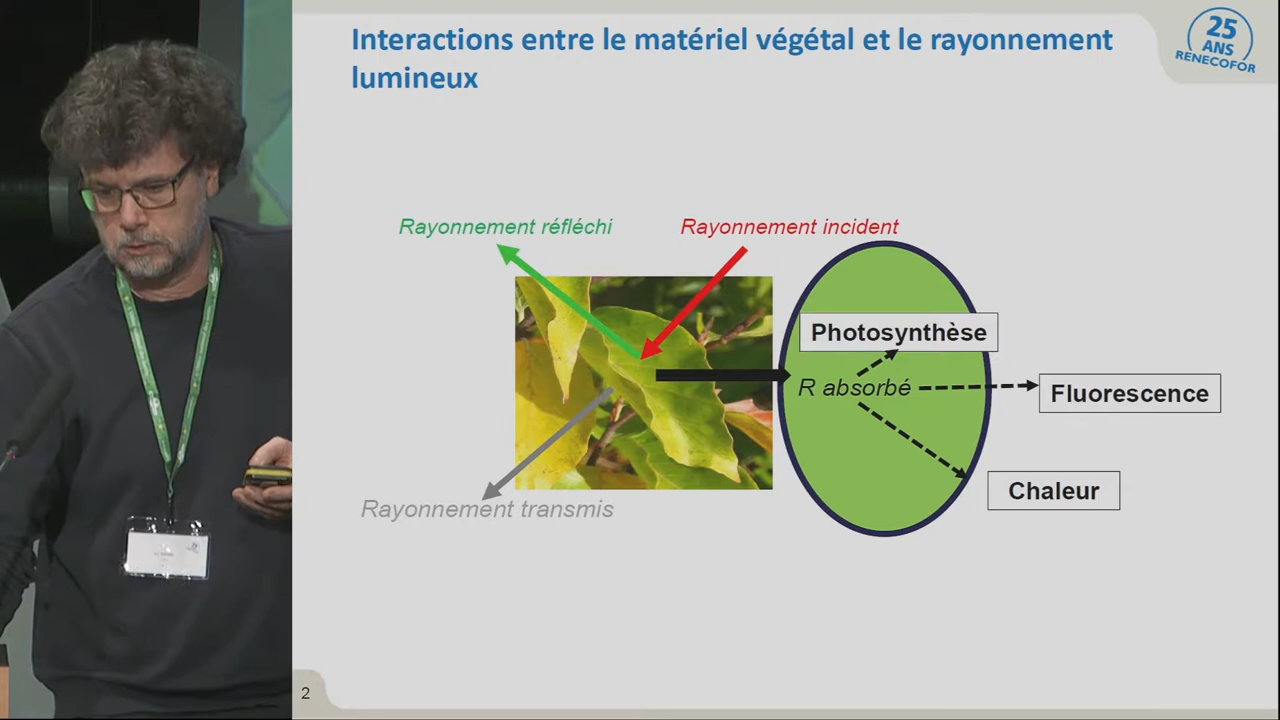 Interactions entre le matériel végétal et le rayonnement
lumineux
25
ANS
RENECOFOR
Rayonnement réfléchi
Rayonnement incident
Photosynthèse
R absorbé
Fluorescence
Chaleur
Rayonnement transmis
2